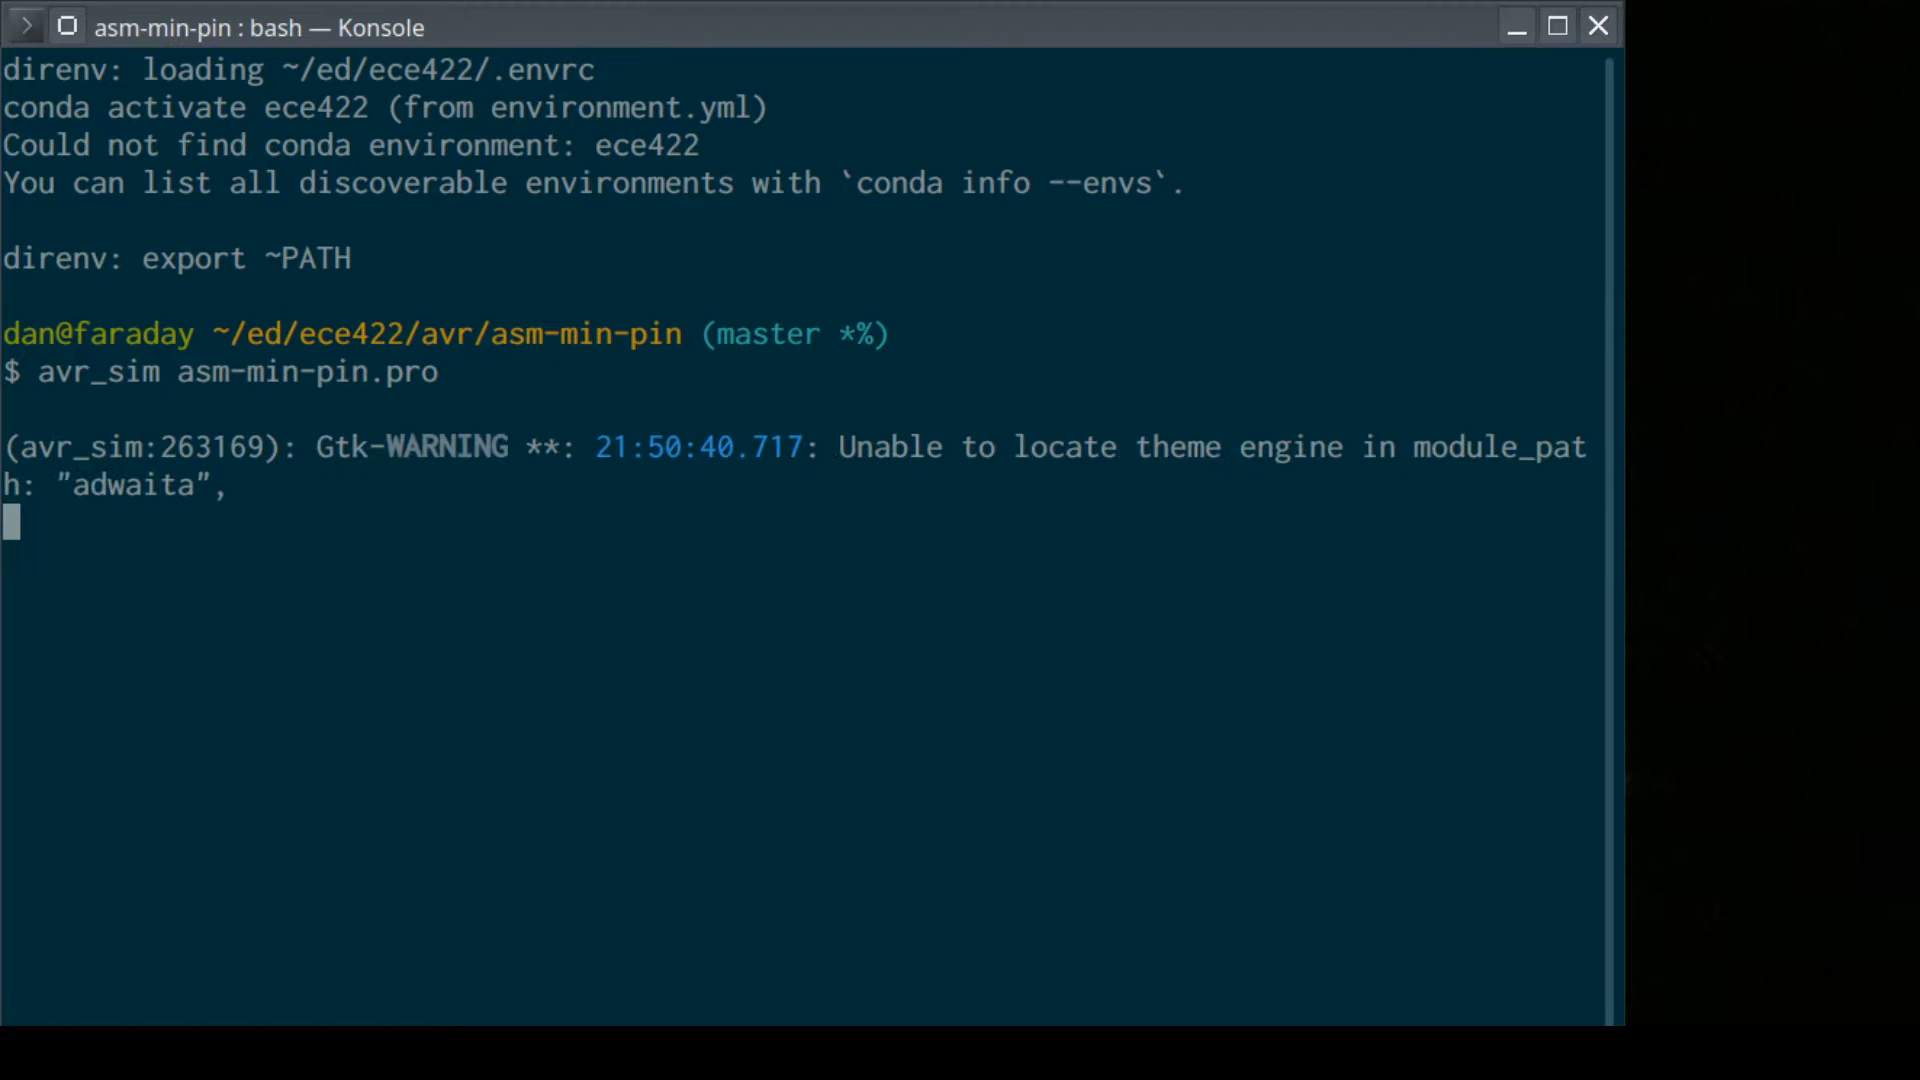 asm-min-pin : bash — Konsole
direnv: loading ~/ed/ece422/.envrc
conda activate ece422 (from environment.yml)
Could not find conda environment: ece422
You can list all discoverable environments with `conda info --envs`.
direnv: export ~PATH
dan@faraday ~/ed/ece422/avr/asm-min-pin (master *%)
$ avr_sim asm-min-pin.pro
(avr_sim:263169): Gtk-WARNING **: 21:50:40.717: Unable to locate theme engine in module_pat
h: "adwaita",